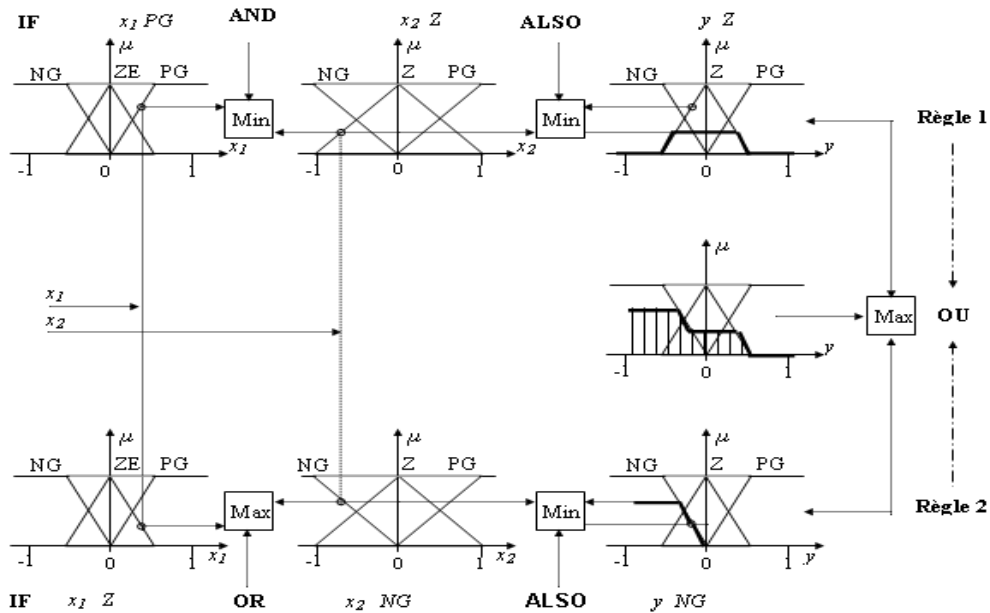 IF x₁ PG AND x₂ Z ALSO y Z
μ μ μ
NG ZE PG NG Z PG NG Z PG
Min Min Règle 1
x₁ x₂ y
-1 0 1 -1 0 1 -1 0 1
μ
x₁
x₂
Max OU
y
-1 0 1
μ μ μ
NG ZE PG NG Z PG NG Z PG
Max Min Règle 2
x₁ x₂ y
-1 0 1 -1 0 1 -1 0 1
IF x₁ Z OR x₂ NG ALSO y NG